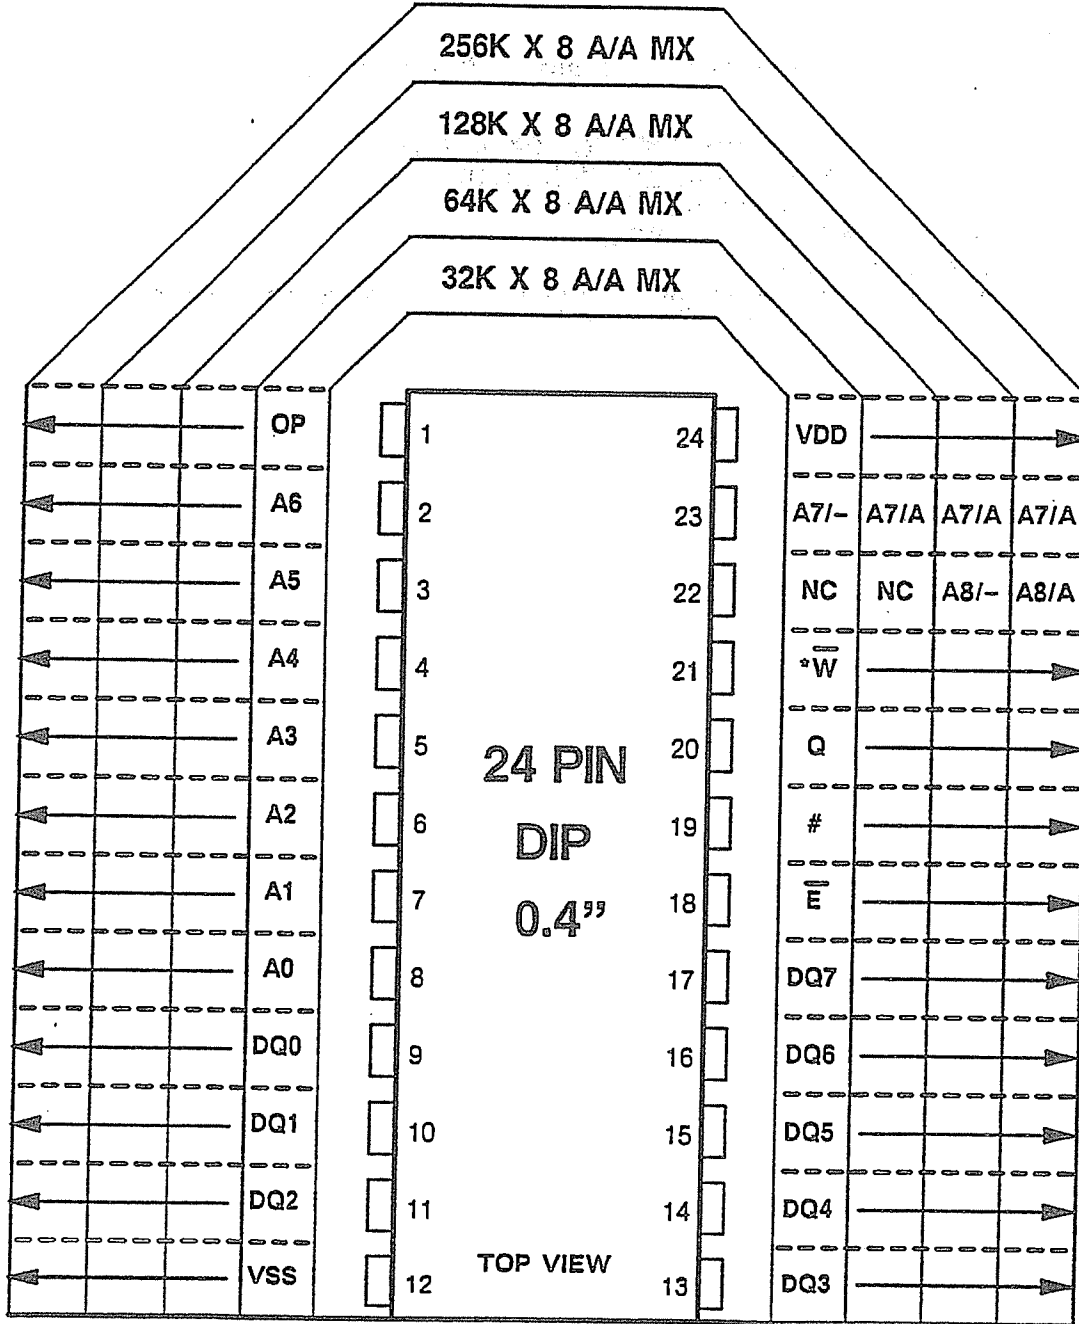 256K X 8 A/A MX
128K X 8 A/A MX
64K X 8 A/A MX
32K X 8 A/A MX
OP 1 24 VDD
A6 2 23 A7/– A7/A A7/A A7/A
A5 3 22 NC NC A8/– A8/A
A4 4 21 *W̅
A3 5 20 Q
A2 6 19 #
A1 7 18 E̅
A0 8 17 DQ7
DQ0 9 16 DQ6
DQ1 10 15 DQ5
DQ2 11 14 DQ4
VSS 12 13 DQ3
24 PIN
DIP
0.4”
TOP VIEW